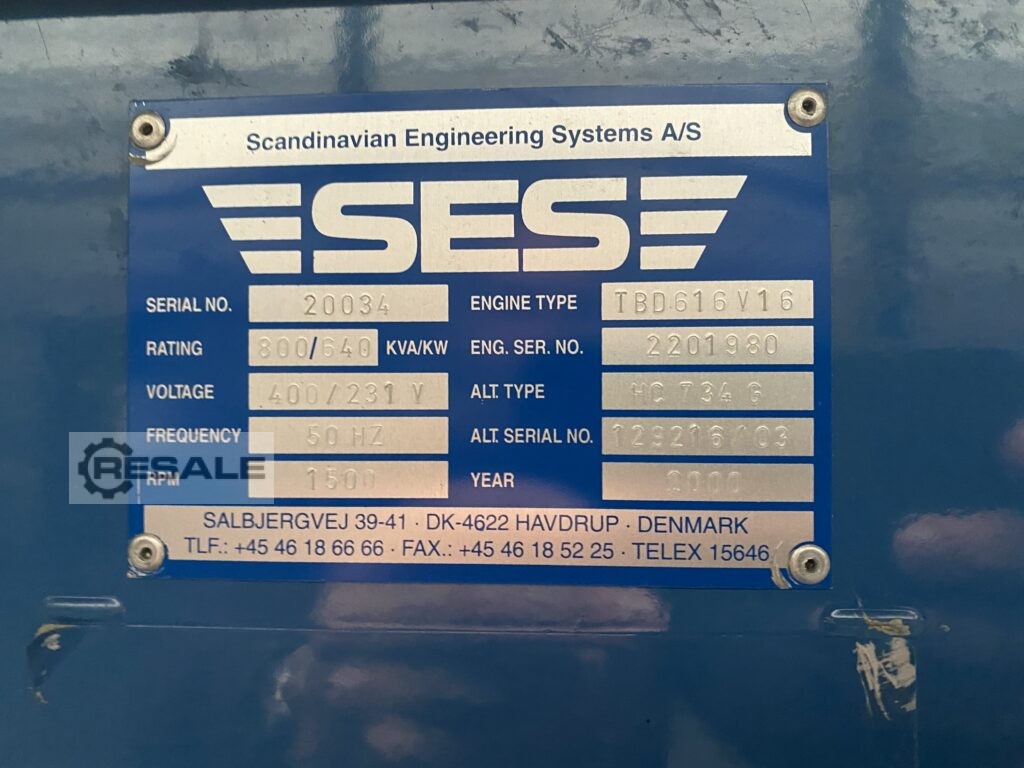 Scandinavian Engineering Systems A/S
SES
SERIAL NO. 20034 ENGINE TYPE TBD616V16
RATING 800/640 KVA/KW ENG. SER. NO. 2201980
VOLTAGE 400/231 V ALT. TYPE HC 734 G
FREQUENCY 50 HZ ALT. SERIAL NO. 129216/03
RPM 1500 YEAR 2000
RESALE
SALBJERGVEJ 39-41 · DK-4622 HAVDRUP · DENMARK
TLF.: +45 46 18 66 66 · FAX.: +45 46 18 52 25 · TELEX 15646